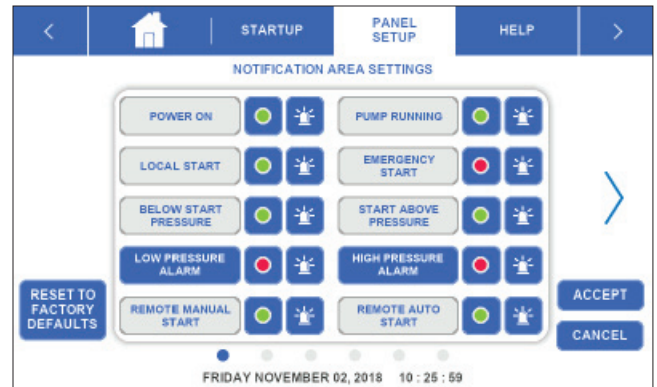 STARTUP
PANEL
SETUP
HELP
NOTIFICATION AREA SETTINGS
POWER ON
PUMP RUNNING
LOCAL START
EMERGENCY
START
BELOW START
PRESSURE
START ABOVE
PRESSURE
LOW PRESSURE
ALARM
HIGH PRESSURE
ALARM
REMOTE MANUAL
START
REMOTE AUTO
START
RESET TO
FACTORY
DEFAULTS
ACCEPT
CANCEL
FRIDAY NOVEMBER 02, 2018 10 : 25 : 59